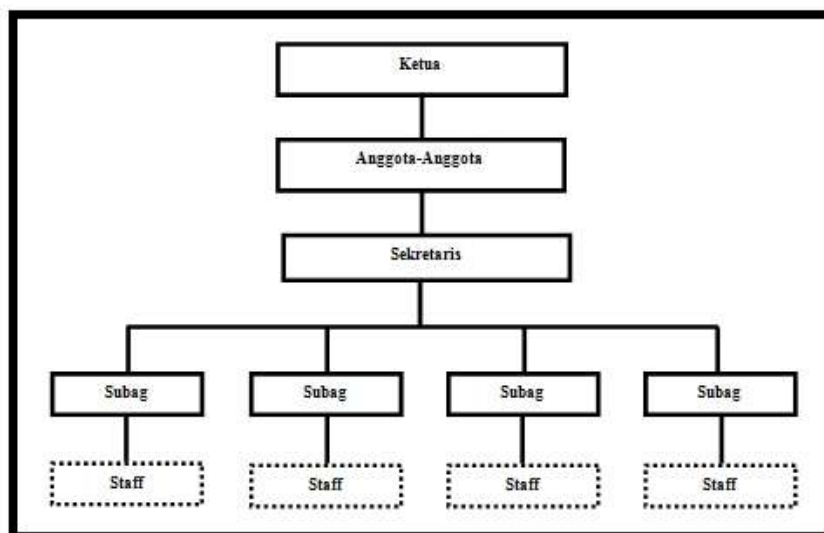 Ketua
Anggota-Anggota
Sekretaris
Subag
Subag
Subag
Subag
Staff
Staff
Staff
Staff